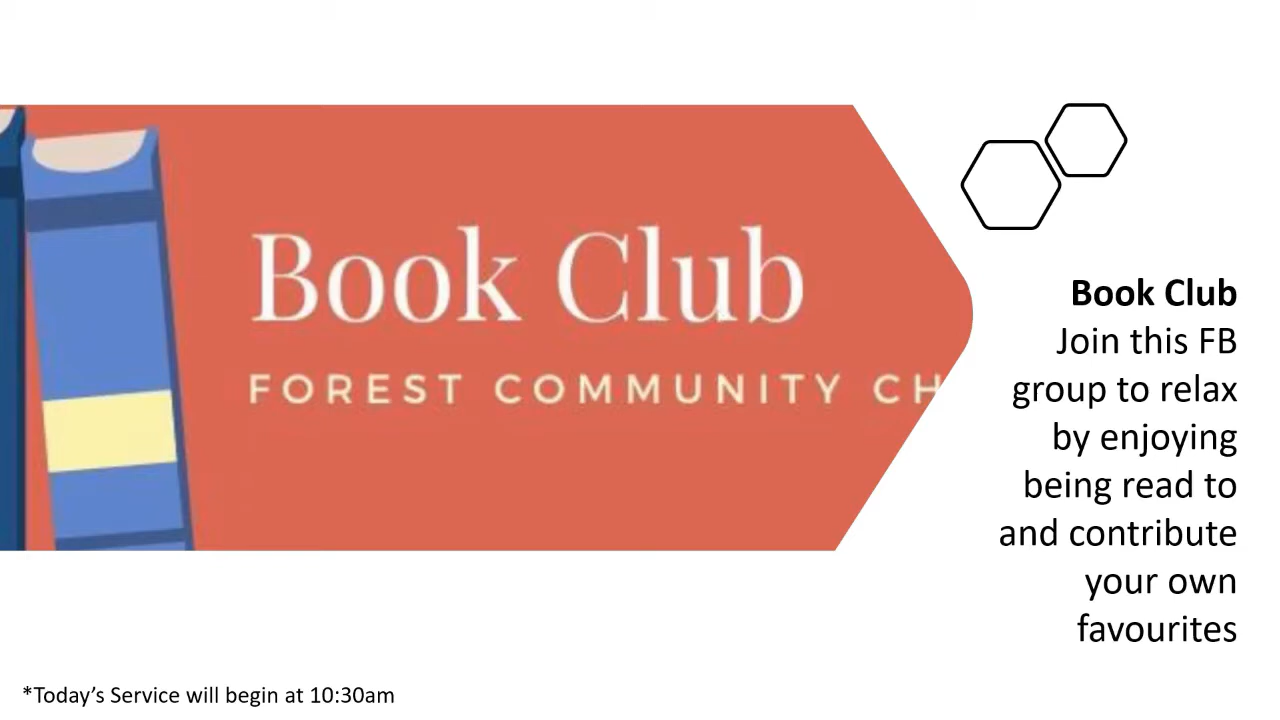 Book Club
FOREST COMMUNITY CH
Book Club
Join this FB
group to relax
by enjoying
being read to
and contribute
your own
favourites
*Today’s Service will begin at 10:30am